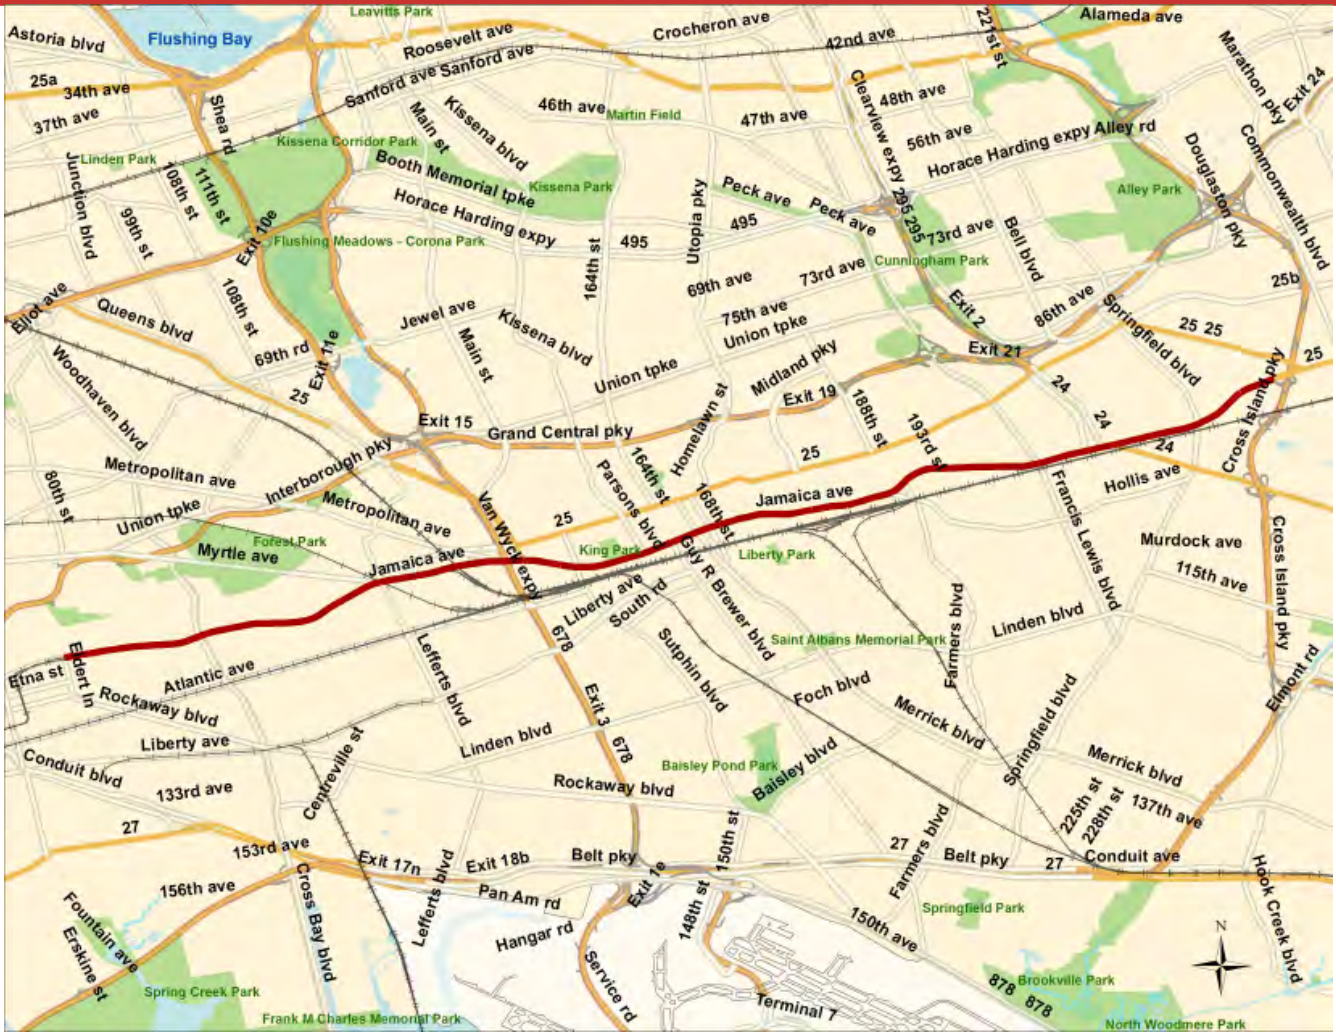 Leavitts Park
Alameda ave
Crocheron ave
221st st
Astoria blvd
Flushing Bay
Roosevelt ave
42nd ave
Marathon pky
Sanford ave
Sanford ave
25a
34th ave
Exit 24
Clearview expy
48th ave
37th ave
Shea rd
Main st
Kissena blvd
46th ave
Martin Field
47th ave
56th ave
Alley rd
Commonwealth blvd
Kissena Corridor Park
Horace Harding expy
Douglaston pky
Linden Park
Junction blvd
108th st
111th st
Booth Memorial tpke
Kissena Park
Peck ave
Alley Park
Horace Harding expy
Utopia pky
Peck ave
295
295
99th st
Exit 10e
Flushing Meadows - Corona Park
495
495
73rd ave
Bell blvd
Cunningham Park
164th st
69th ave
73rd ave
25b
Eliot ave
Queens blvd
108th st
Jewel ave
Kissena blvd
75th ave
Union tpke
Exit 2
86th ave
Springfield blvd
25
25
Woodhaven blvd
69th rd
Exit 11e
Main st
Union tpke
Midland pky
Exit 21
25
25
Exit 19
24
Homelawn st
188th st
193rd st
Exit 15
Grand Central pky
24
24
Cross Island pky
Metropolitan ave
Interborough pky
164th st
25
80th st
Parsons blvd
168th st
Jamaica ave
Hollis ave
Union tpke
Metropolitan ave
Van Wyck expy
25
Francis Lewis blvd
Forest Park
Myrtle ave
Jamaica ave
King Park
Liberty Park
Murdock ave
Cross Island pky
115th ave
Guy R Brewer blvd
Liberty ave
South rd
Farmers blvd
Linden blvd
678
Sutphin blvd
Saint Albans Memorial Park
Etna st
Eldert ln
Atlantic ave
Lefferts blvd
Elmont rd
Rockaway blvd
Exit 3
Foch blvd
Merrick blvd
Springfield blvd
Liberty ave
Centreville st
Linden blvd
678
Merrick blvd
Conduit blvd
133rd ave
Baisley Pond Park
Baisley blvd
Rockaway blvd
225th st
228th st
137th ave
27
153rd ave
Exit 17n
Exit 18b
Belt pky
150th st
27
Farmers blvd
Belt pky
27
Conduit ave
156th ave
Cross Bay blvd
Lefferts blvd
Pan Am rd
Exit 1e
148th st
Hook Creek blvd
Fountain ave
Erskine st
Hangar rd
Service rd
150th ave
Springfield Park
N
Spring Creek Park
Terminal 7
878
878
Brookville Park
Frank M Charles Memorial Park
North Woodmere Park